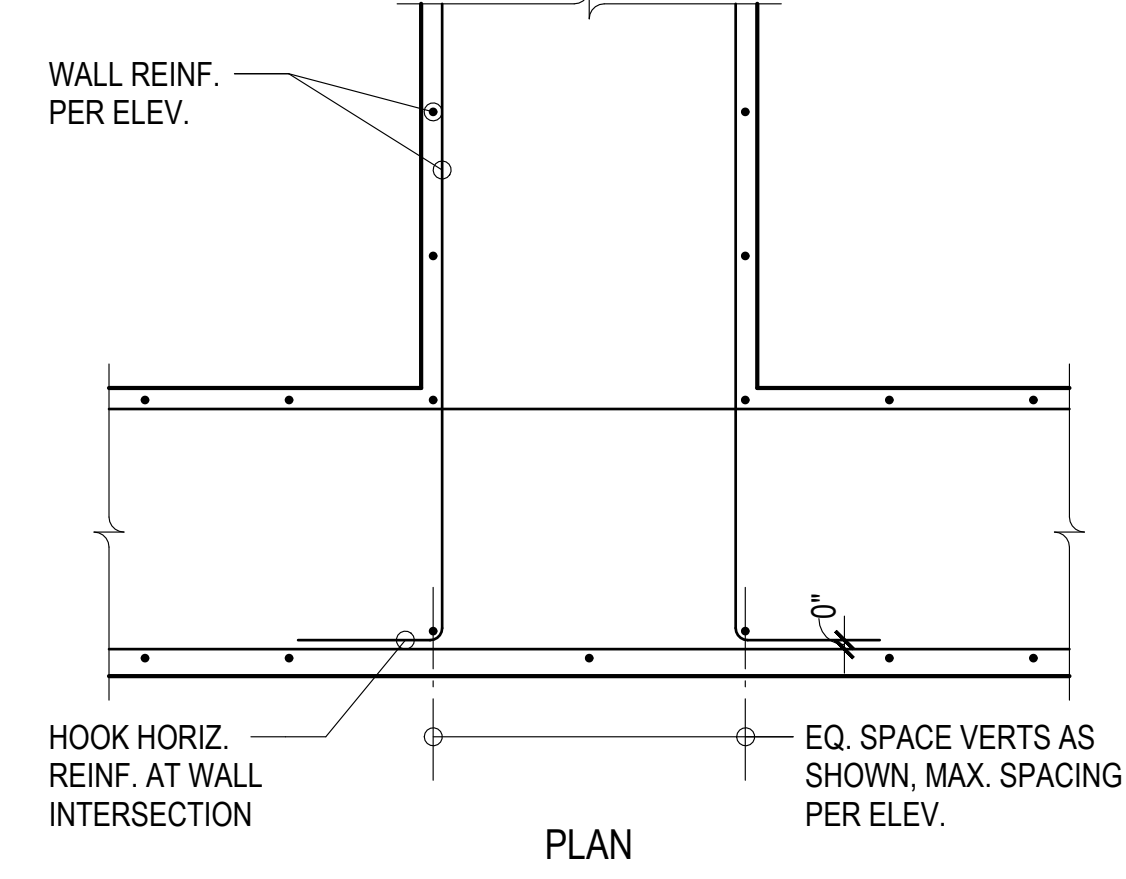 WALL REINF.
PER ELEV.
0"
HOOK HORIZ.
REINF. AT WALL
INTERSECTION
EQ. SPACE VERTS AS
SHOWN, MAX. SPACING
PER ELEV.
PLAN